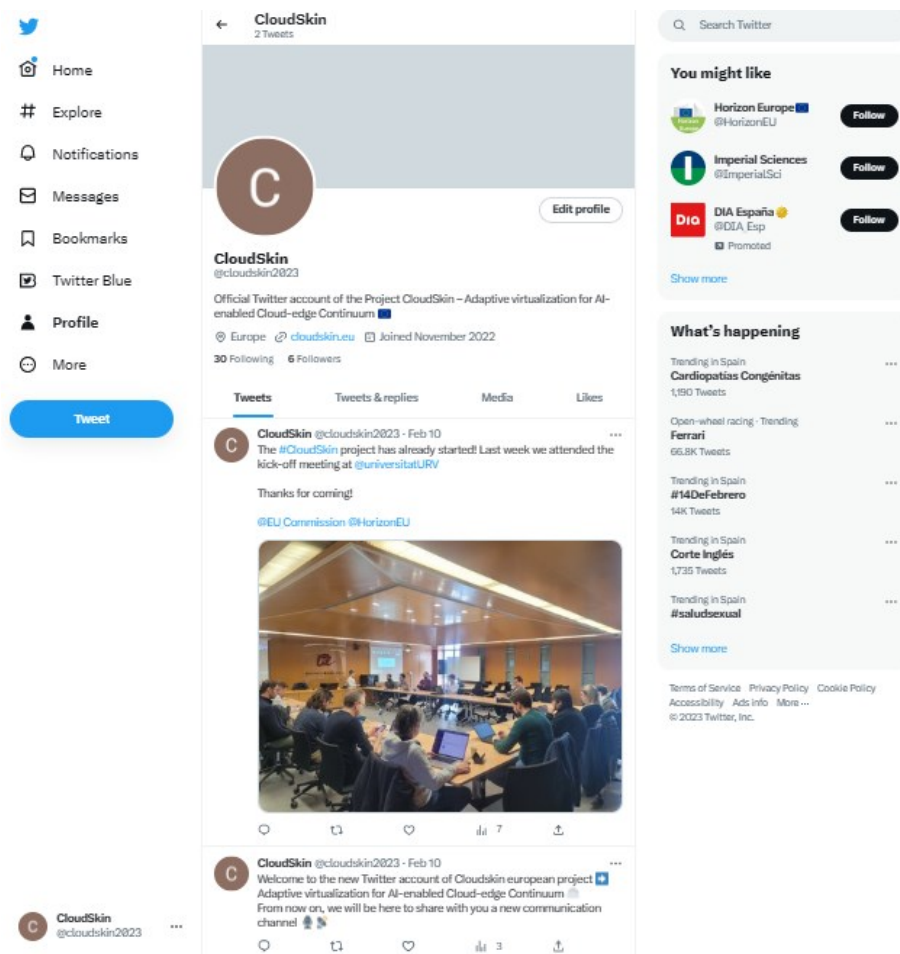 CloudSkin
2 Tweets
Home
Explore
Notifications
Messages
Bookmarks
Twitter Blue
Profile
More
Tweet
CloudSkin
@cloudskin2023
C
C
Edit profile
CloudSkin
@cloudskin2023
Official Twitter account of the Project CloudSkin – Adaptive virtualization for AI-
enabled Cloud-edge Continuum
Europe cloudskin.eu Joined November 2022
30 Following 6 Followers
Tweets Tweets & replies Media Likes
C
CloudSkin @cloudskin2023 · Feb 10
The #CloudSkin project has already started! Last week we attended the
kick-off meeting at @universitatURV
Thanks for coming!
@EU Commission @HorizonEU
7
C
CloudSkin @cloudskin2023 · Feb 10
Welcome to the new Twitter account of Cloudskin european project
Adaptive virtualization for AI-enabled Cloud-edge Continuum
From now on, we will be here to share with you a new communication
channel
3
Search Twitter
You might like
Horizon Europe
@HorizonEU
Follow
Imperial Sciences
@ImperialSci
Follow
Dia
DIA España
@DIA_Esp
Promoted
Follow
Show more
What's happening
Trending in Spain
Cardiopatías Congénitas
1,190 Tweets
Open-wheel racing · Trending
Ferrari
66.8K Tweets
Trending in Spain
#14DeFebrero
14K Tweets
Trending in Spain
Corte Inglés
1,735 Tweets
Trending in Spain
#saludsexual
Show more
Terms of Service Privacy Policy Cookie Policy
Accessibility Ads info More ···
© 2023 Twitter, Inc.